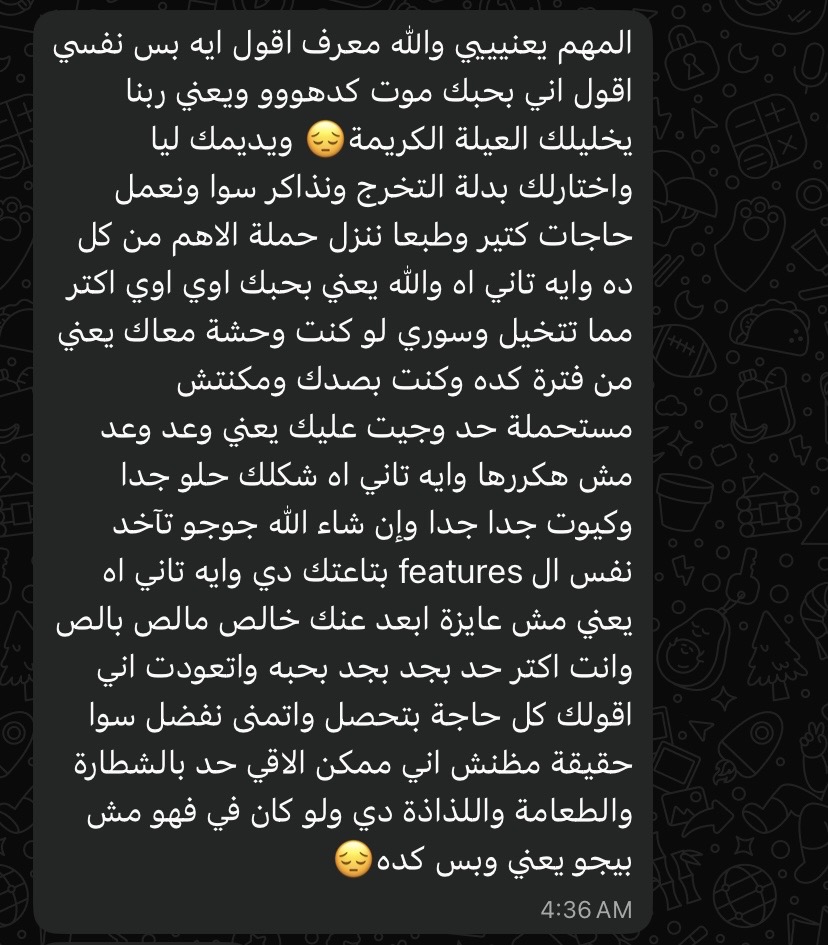 المهم يعنيييي والله معرف اقول ايه بس نفسي
اقول اني بحبك موت كدهووو ويعني ربنا
يخليلك العيلة الكريمة😔 ويديمك ليا
واختارلك بدلة التخرج ونذاكر سوا ونعمل
حاجات كتير وطبعا ننزل حملة الاهم من كل
ده وايه تاني اه والله يعني بحبك اوي اوي اكتر
مما تتخيل وسوري لو كنت وحشة معاك يعني
من فترة كده وكنت بصدك ومكنتش
مستحملة حد وجيت عليك يعني وعد وعد
مش هكررها وايه تاني اه شكلك حلو جدا
وكيوت جدا جدا وإن شاء الله جوجو تآخد
نفس ال features بتاعتك دي وايه تاني اه
يعني مش عايزة ابعد عنك خالص مالص بالص
وانت اكتر حد بجد بجد بحبه واتعودت اني
اقولك كل حاجة بتحصل واتمنى نفضل سوا
حقيقة مظنش اني ممكن الاقي حد بالشطارة
والطعامة واللذاذة دي ولو كان في فهو مش
بيجو يعني وبس كده😔
4:36 AM